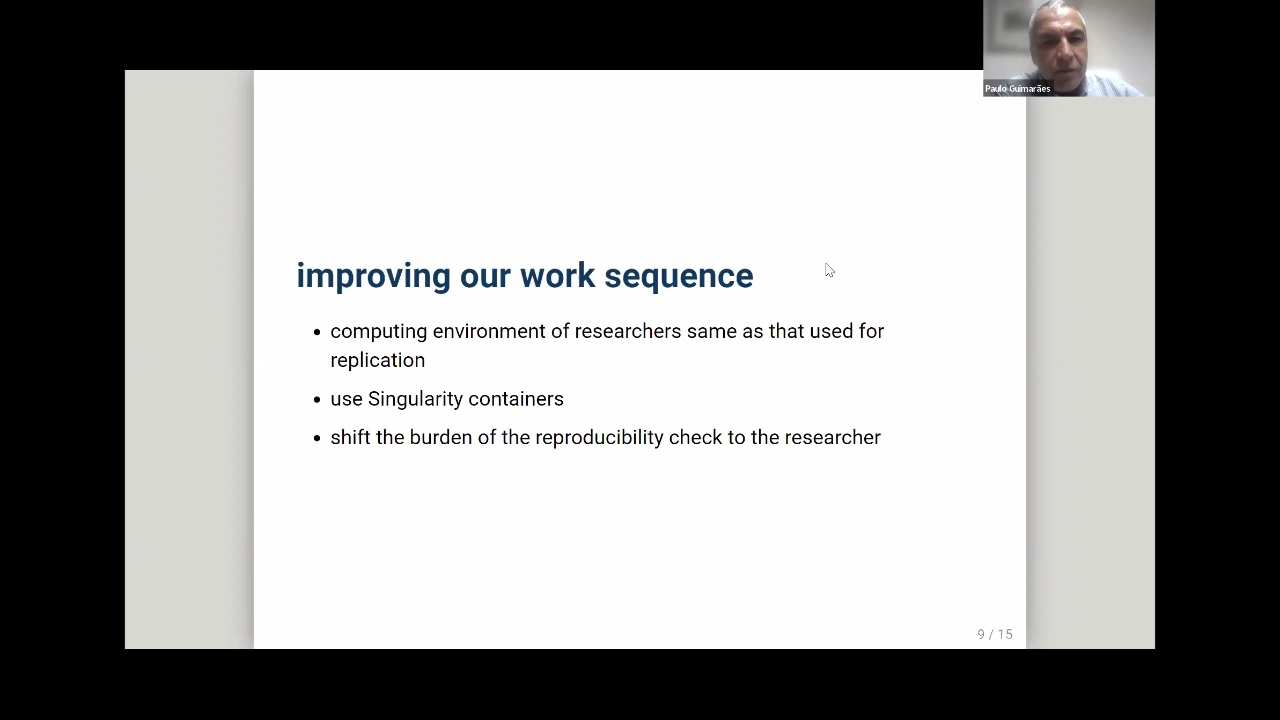 Paulo Guimarães
improving our work sequence
computing environment of researchers same as that used for
replication
use Singularity containers
shift the burden of the reproducibility check to the researcher
9 / 15